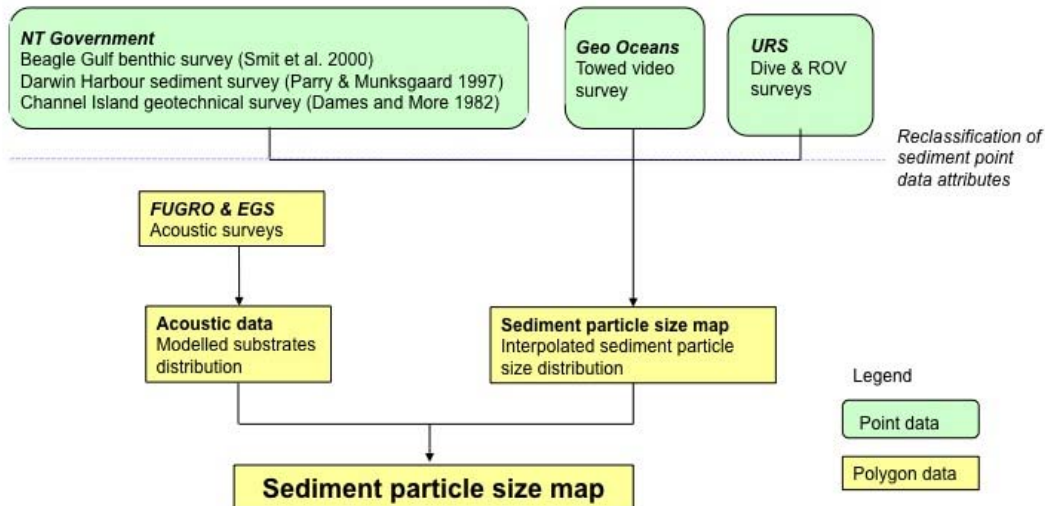 NT Government
Beagle Gulf benthic survey (Smit et al. 2000)
Darwin Harbour sediment survey (Parry & Munksgaard 1997)
Channel Island geotechnical survey (Dames and More 1982)
Geo Oceans
Towed video
survey
URS
Dive & ROV
surveys
Reclassification of
sediment point
data attributes
FUGRO & EGS
Acoustic surveys
Acoustic data
Modelled substrates
distribution
Sediment particle size map
Interpolated sediment particle
size distribution
Legend
Point data
Polygon data
Sediment particle size map